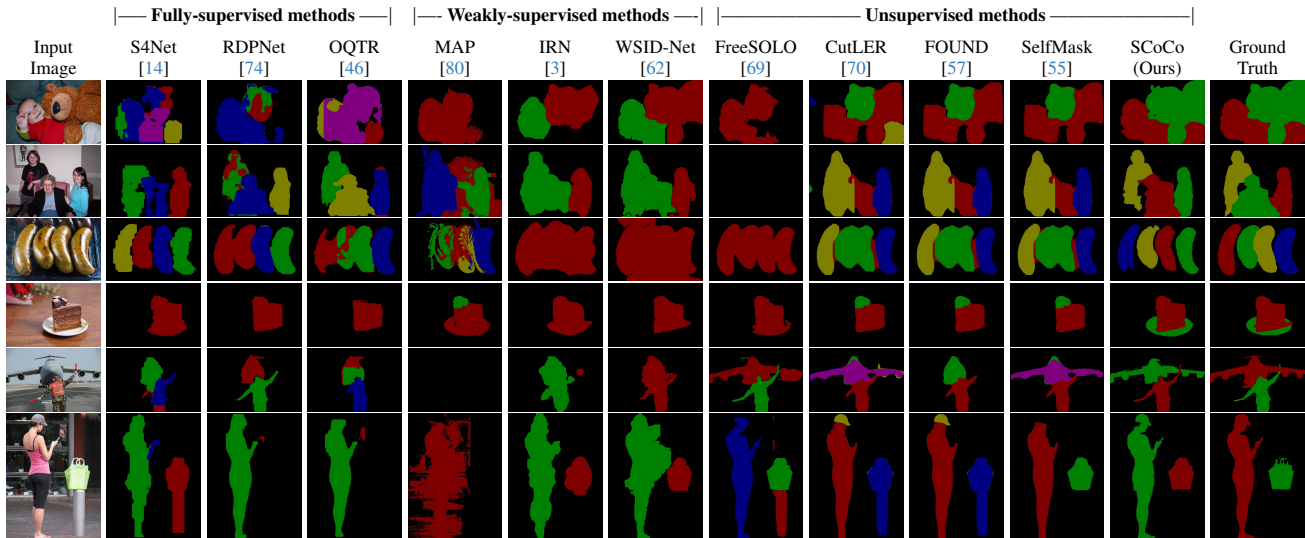 |—– Fully-supervised methods —–| |—- Weakly-supervised methods —-| |———————– Unsupervised methods ———————–|
Input S4Net RDPNet OQTR MAP IRN WSID-Net FreeSOLO CutLER FOUND SelfMask SCoCo Ground
Image [14] [74] [46] [80] [3] [62] [69] [70] [57] [55] (Ours) Truth